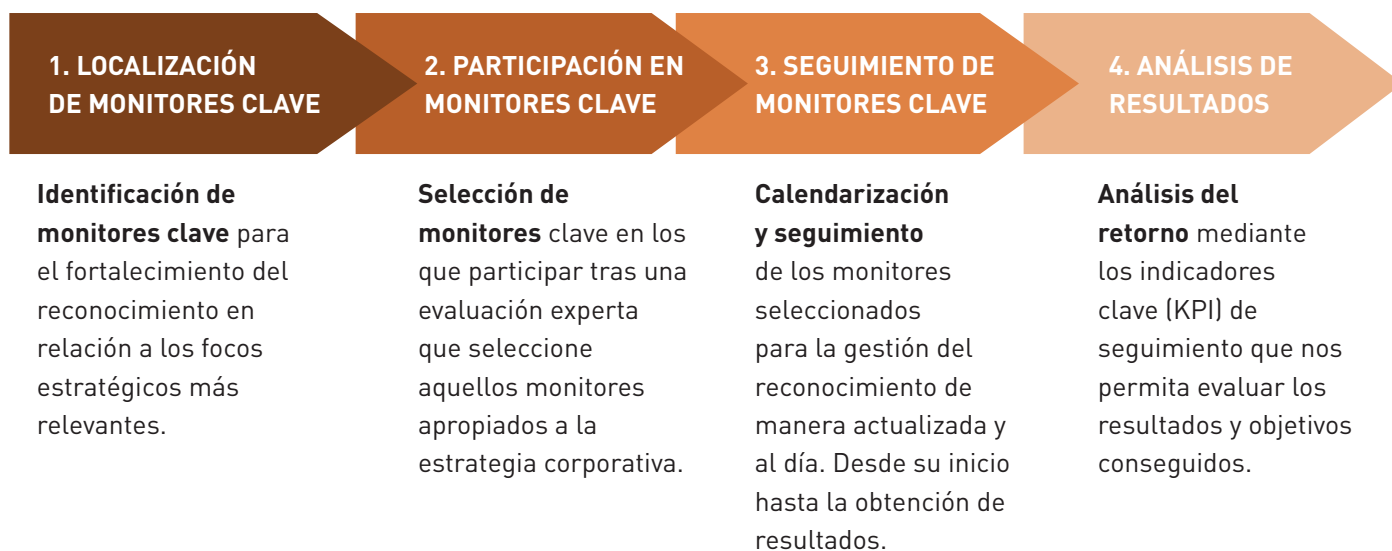 1. LOCALIZACIÓN
DE MONITORES CLAVE
2. PARTICIPACIÓN EN
MONITORES CLAVE
3. SEGUIMIENTO DE
MONITORES CLAVE
4. ANÁLISIS DE
RESULTADOS
Identificación de
monitores clave para
el fortalecimiento del
reconocimiento en
relación a los focos
estratégicos más
relevantes.
Selección de
monitores clave en los
que participar tras una
evaluación experta
que seleccione
aquellos monitores
apropiados a la
estrategia corporativa.
Calendarización
y seguimiento
de los monitores
seleccionados
para la gestión del
reconocimiento de
manera actualizada y
al día. Desde su inicio
hasta la obtención de
resultados.
Análisis del
retorno mediante
los indicadores
clave (KPI) de
seguimiento que nos
permita evaluar los
resultados y objetivos
conseguidos.